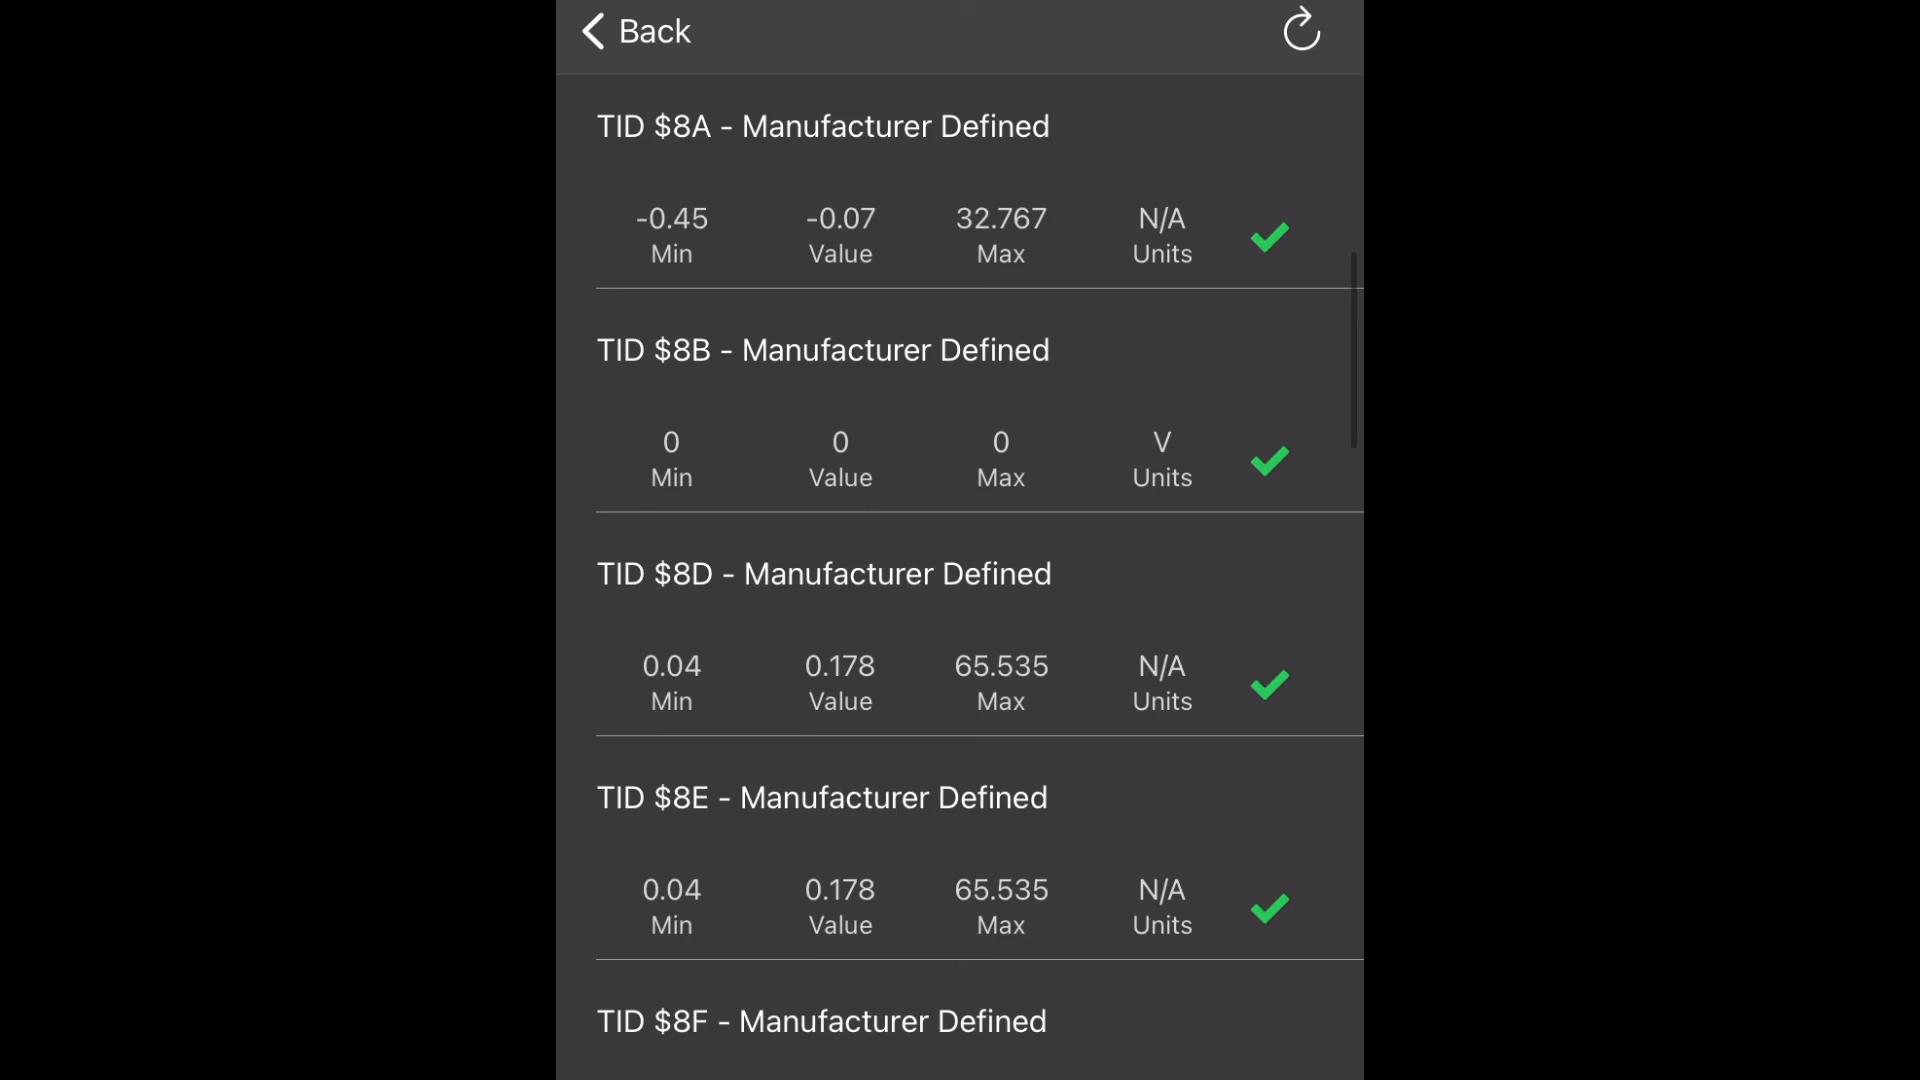 Back
TID $8A - Manufacturer Defined
-0.45 -0.07 32.767 N/A
Min Value Max Units
TID $8B - Manufacturer Defined
0 0 0 V
Min Value Max Units
TID $8D - Manufacturer Defined
0.04 0.178 65.535 N/A
Min Value Max Units
TID $8E - Manufacturer Defined
0.04 0.178 65.535 N/A
Min Value Max Units
TID $8F - Manufacturer Defined